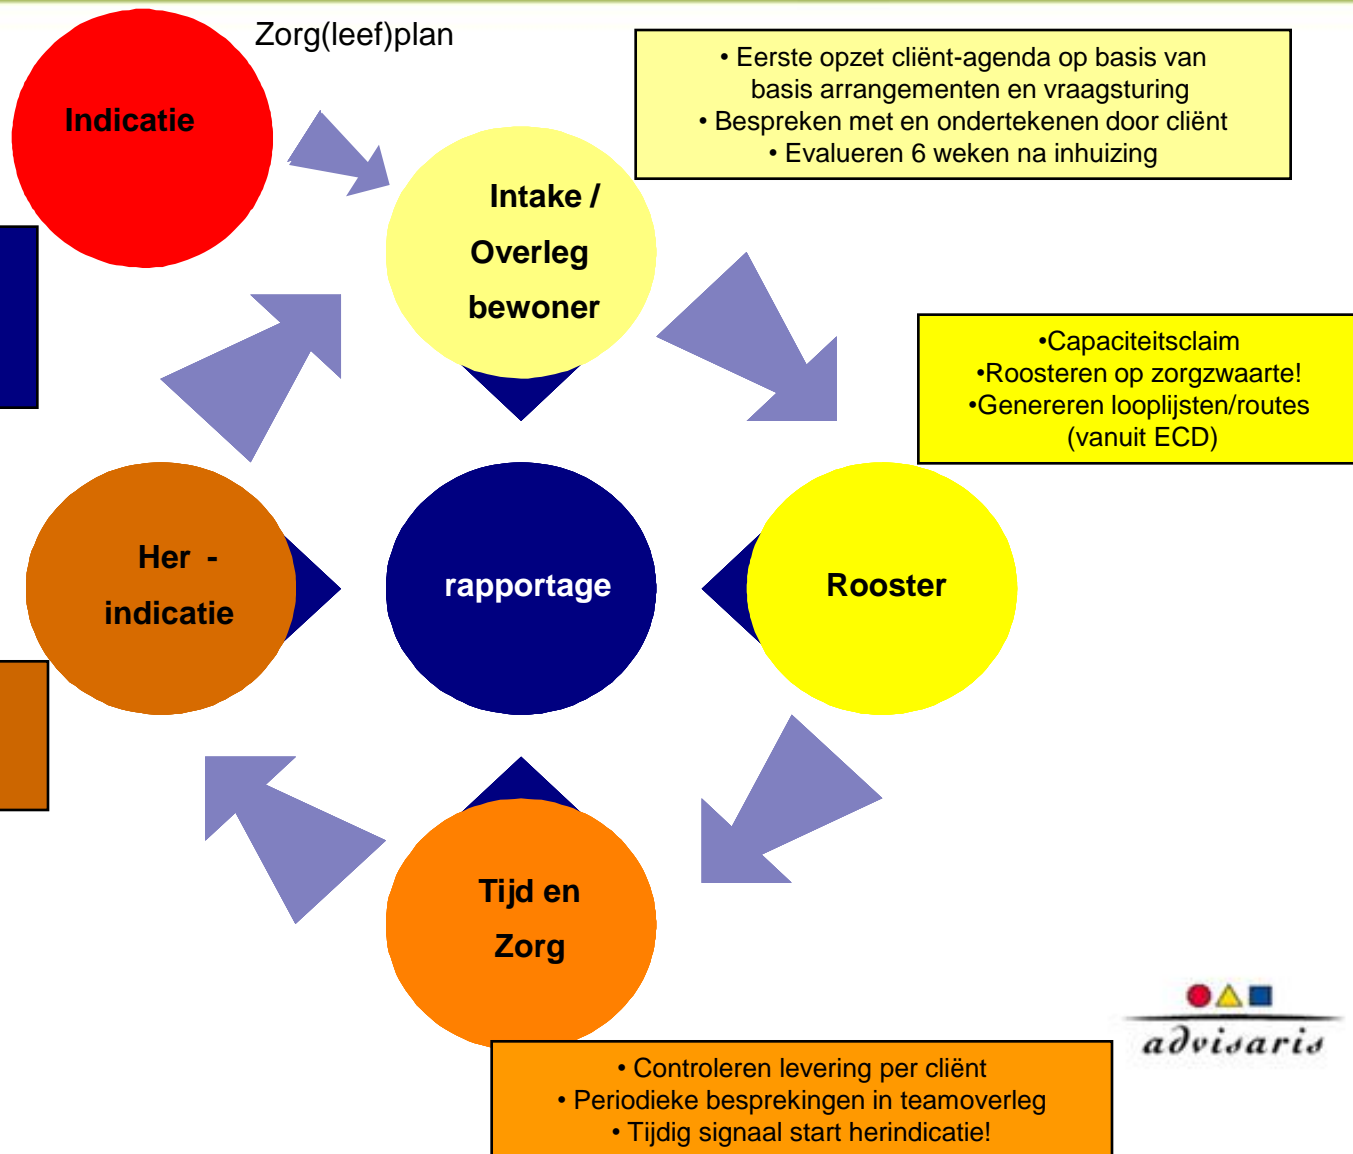 Zorg(leef)plan
Indicatie
• Eerste opzet cliënt-agenda op basis van
basis arrangementen en vraagsturing
• Bespreken met en ondertekenen door cliënt
• Evalueren 6 weken na inhuizing
Intake /
Overleg
bewoner
•Capaciteitsclaim
•Roosteren op zorgzwaarte!
•Genereren looplijsten/routes
(vanuit ECD)
Her -
indicatie
rapportage
Rooster
Tijd en
Zorg
• Controleren levering per cliënt
• Periodieke besprekingen in teamoverleg
• Tijdig signaal start herindicatie!
advisaris